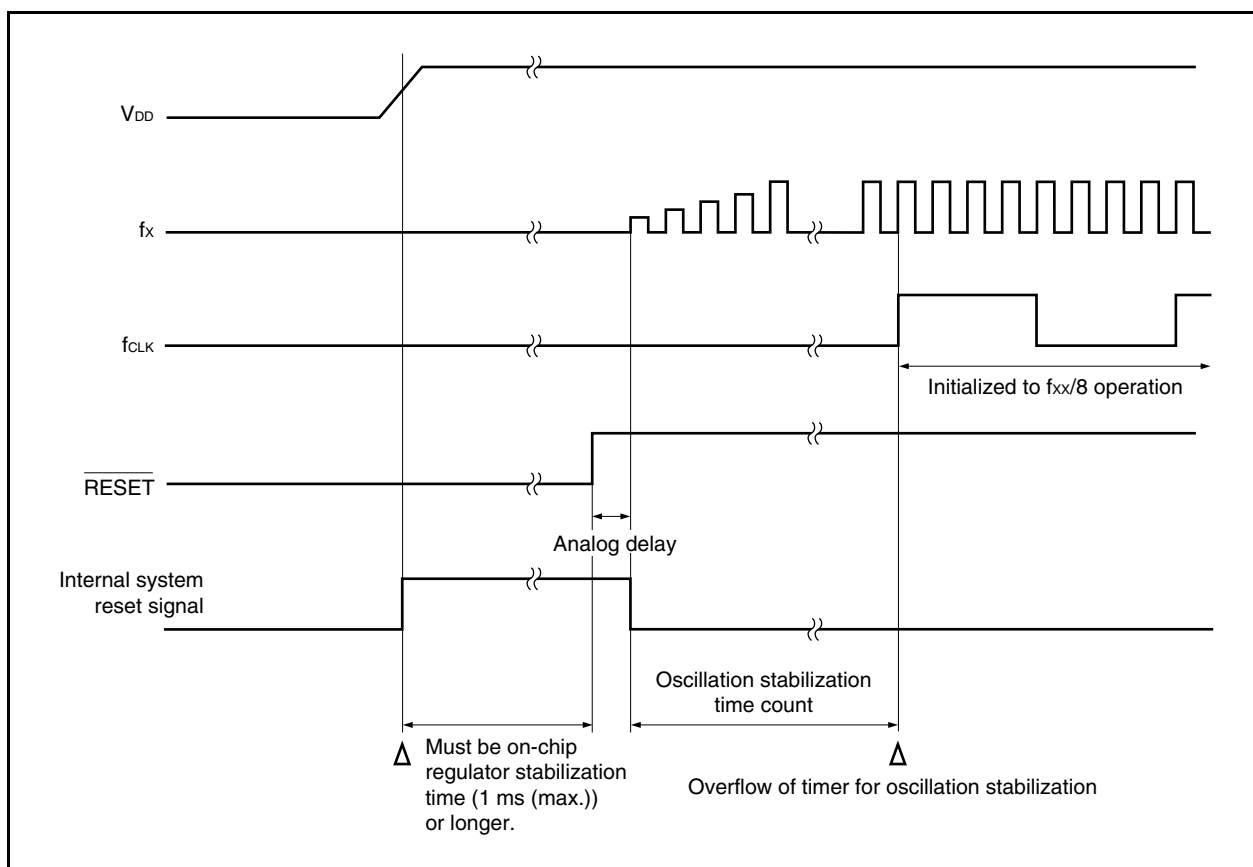 VDD
fX
fCLK
Initialized to fXX/8 operation
RESET
Analog delay
Internal system
reset signal
Oscillation stabilization
time count
Must be on-chip
regulator stabilization
time (1 ms (max.))
or longer.
Overflow of timer for oscillation stabilization